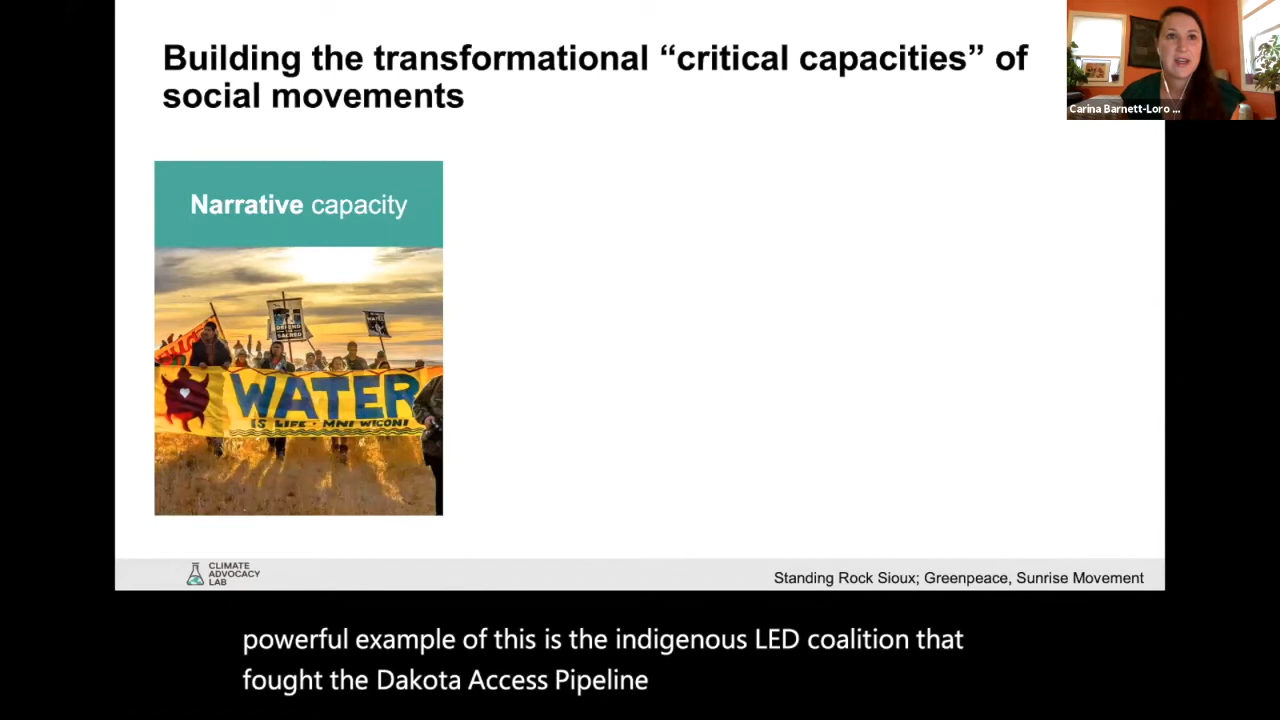 Building the transformational “critical capacities” of
social movements
Carina Barnett-Loro ...
Narrative capacity
DEFEND
THE
SACRED
WATER
WATER
IS LIFE · MNI WICONI
CLIMATE
ADVOCACY
LAB
Standing Rock Sioux; Greenpeace, Sunrise Movement
powerful example of this is the indigenous LED coalition that
fought the Dakota Access Pipeline